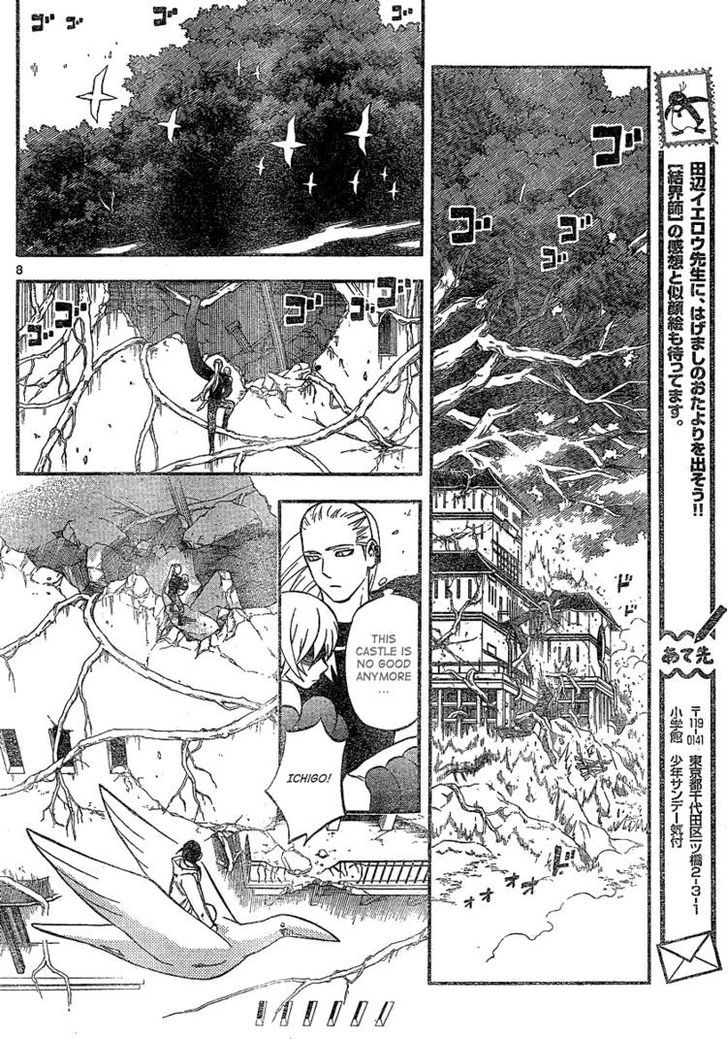 田辺イエロウ先生に、はげましのおたよりを出そう!!
『結界師』の感想と似顔絵も待ってます。
あて先
〒119-0141 東京都千代田区一ツ橋2-3-1
小学館 少年サンデー気付
ゴ
ゴ
ゴ
ゴ
ド
ド
ゴ
ゴ
ゴ
ゴ
8
ゴ
ゴ
ゴ
ゴ
ゴ
THIS
CASTLE IS
NO GOOD
ANYMORE
...
ICHIGO!